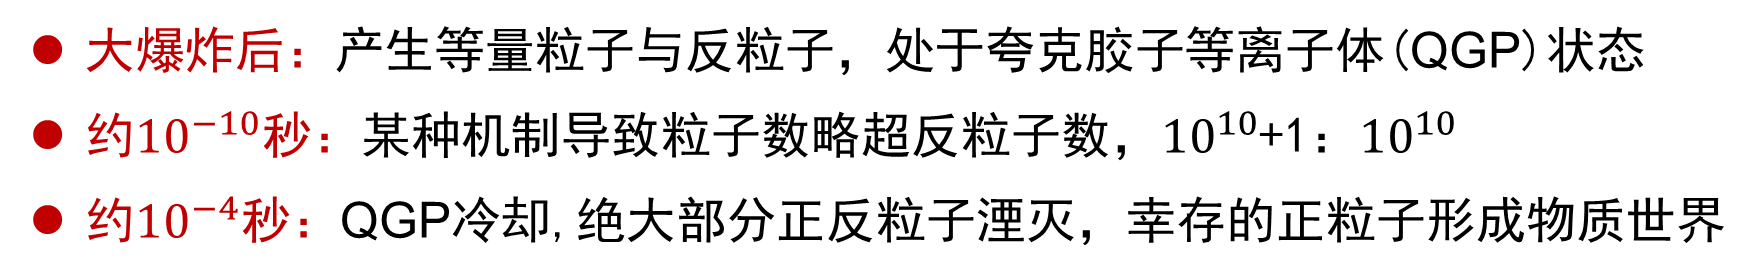 ● 大爆炸后：产生等量粒子与反粒子，处于夸克胶子等离子体(QGP)状态
● 约10⁻¹⁰秒：某种机制导致粒子数略超反粒子数，10¹⁰+1：10¹⁰
● 约10⁻⁴秒：QGP冷却,绝大部分正反粒子湮灭，幸存的正粒子形成物质世界